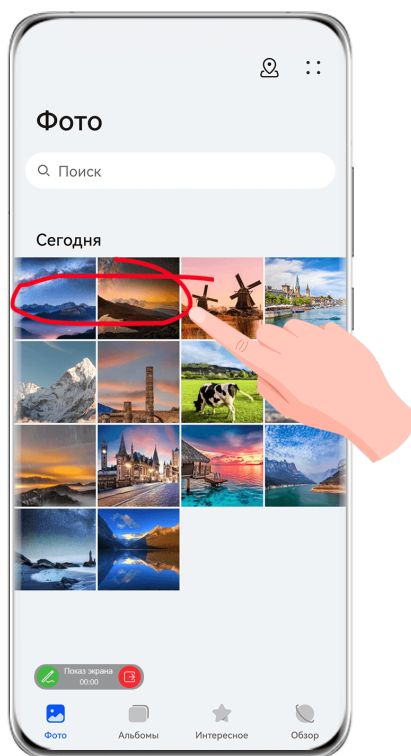 Фото
Поиск
Сегодня
Показ экрана
00:00
Фото
Альбомы
Интересное
Обзор